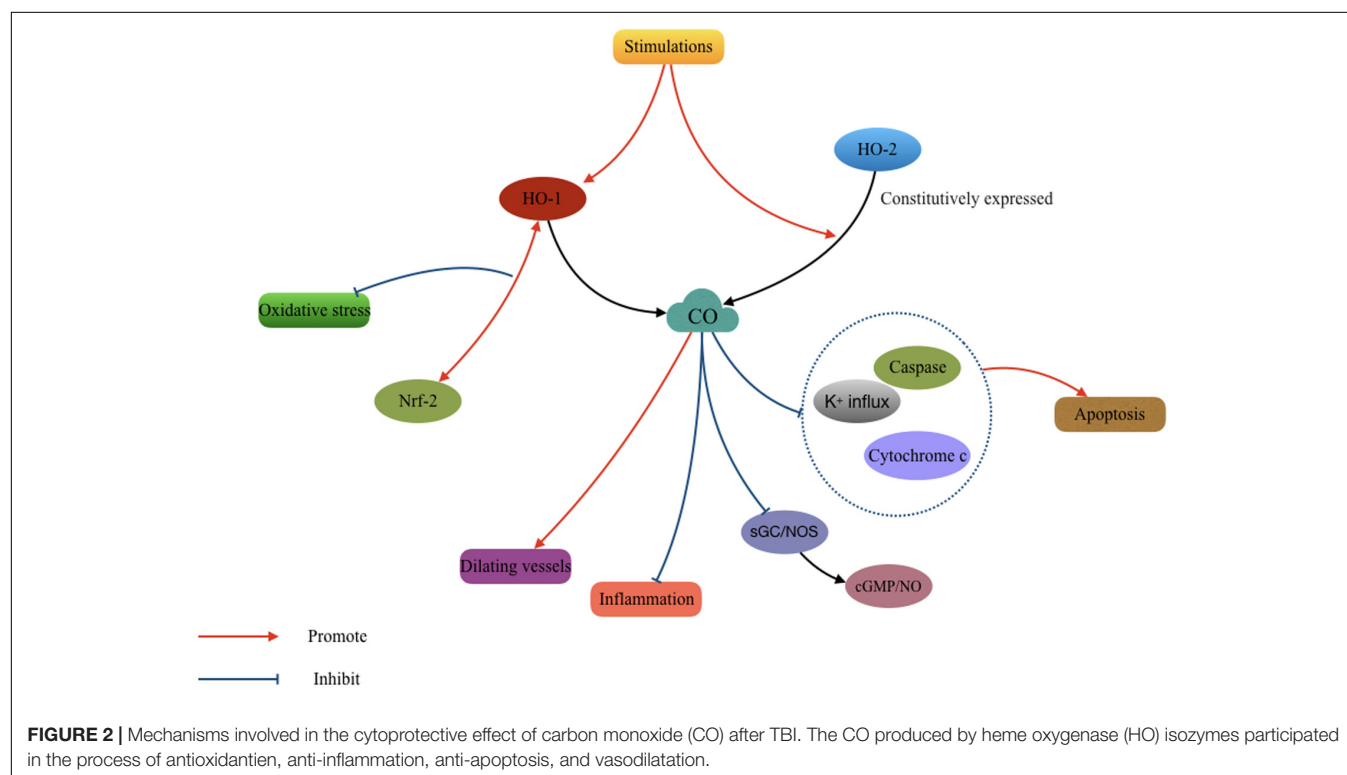 Stimulations
HO-2
Constitutively expressed
HO-1
Oxidative stress
CO
Caspase
K+ influx
Nrf-2
Apoptosis
Cytochrome c
sGC/NOS
Dilating vessels
cGMP/NO
Inflammation
Promote
Inhibit
FIGURE 2 | Mechanisms involved in the cytoprotective effect of carbon monoxide (CO) after TBI. The CO produced by heme oxygenase (HO) isozymes participated
in the process of antioxidantien, anti-inflammation, anti-apoptosis, and vasodilatation.